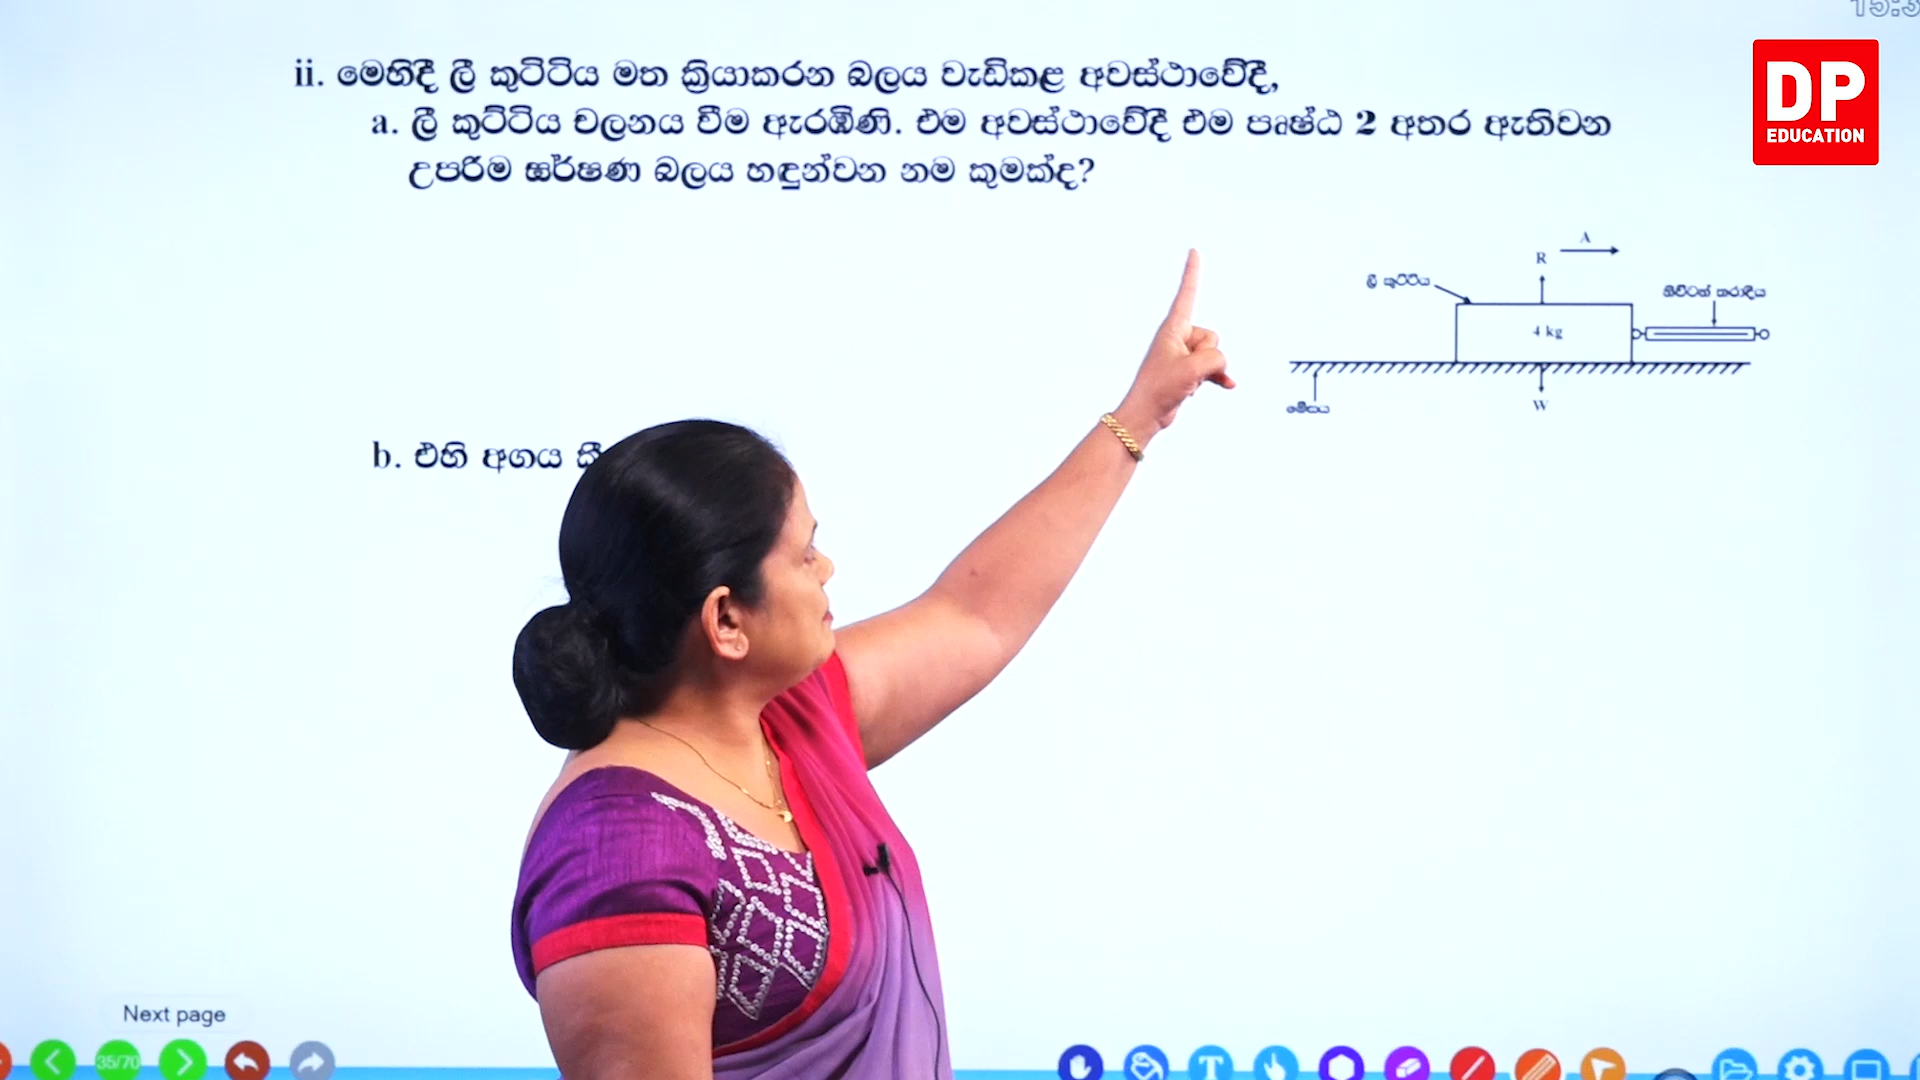 ii. මෙහිදී ලී කුට්ටිය මත ක්‍රියාකරන බලය වැඩිකළ අවස්ථාවේදී,
a. ලී කුට්ටිය චලනය වීම ඇරඹිණි. එම අවස්ථාවේදී එම පෘෂ්ඨ 2 අතර ඇතිවන
උපරිම ඝර්ෂණ බලය හඳුන්වන නම කුමක්ද?
DP
EDUCATION
A
R
ලී කුට්ටිය
නිව්ටන් තරාදිය
4 kg
මේසය
W
b. එහි අගය
Next page
35/70